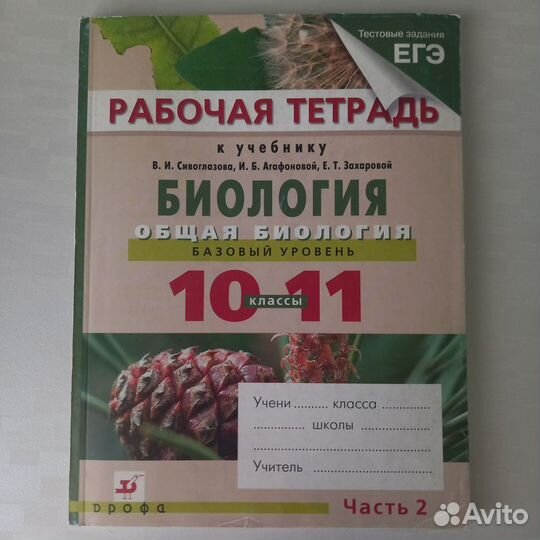 Тестовые задания
ЕГЭ
РАБОЧАЯ ТЕТРАДЬ
к учебнику
В. И. Сивоглазова, И. Б. Агафоновой, Е. Т. Захаровой
БИОЛОГИЯ
ОБЩАЯ БИОЛОГИЯ
БАЗОВЫЙ УРОВЕНЬ
10-11
классы
Учени .......... класса ..............
............... школы ....................
Учитель ....................
дрофа
Часть 2
Avito